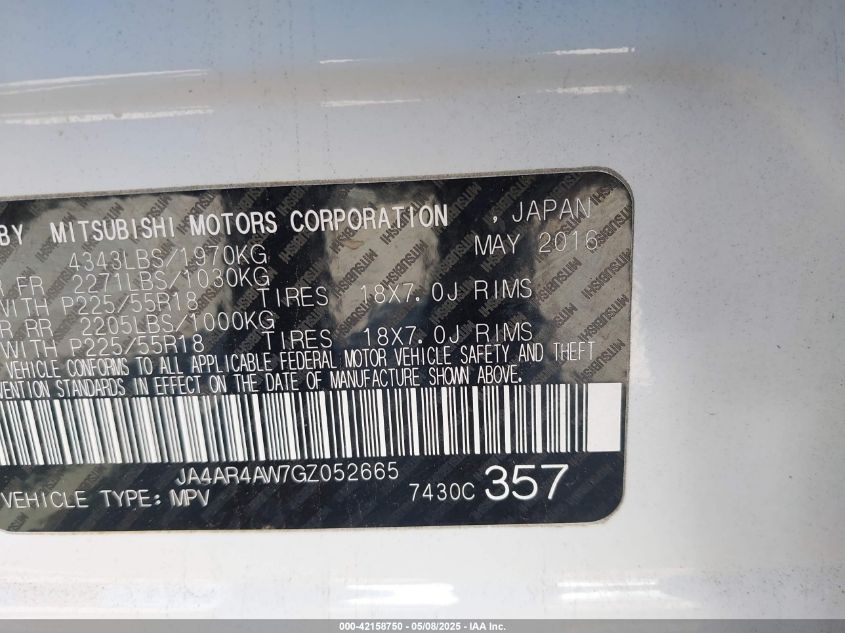 BY MITSUBISHI MOTORS CORPORATION , JAPAN
4343LBS/1970KG MAY 2016
FR 2271LBS/1030KG
WITH P225/55R18 TIRES 18X7.0J RIMS
RR 2205LBS/1000KG
WITH P225/55R18 TIRES 18X7.0J RIMS
VEHICLE CONFORMS TO ALL APPLICABLE FEDERAL MOTOR VEHICLE SAFETY AND THEFT
VENTION STANDARDS IN EFFECT ON THE DATE OF MANUFACTURE SHOWN ABOVE.
JA4AR4AW7GZ052665
VEHICLE TYPE: MPV 7430C 357
000-42158750 - 05/08/2025 - IAA Inc.